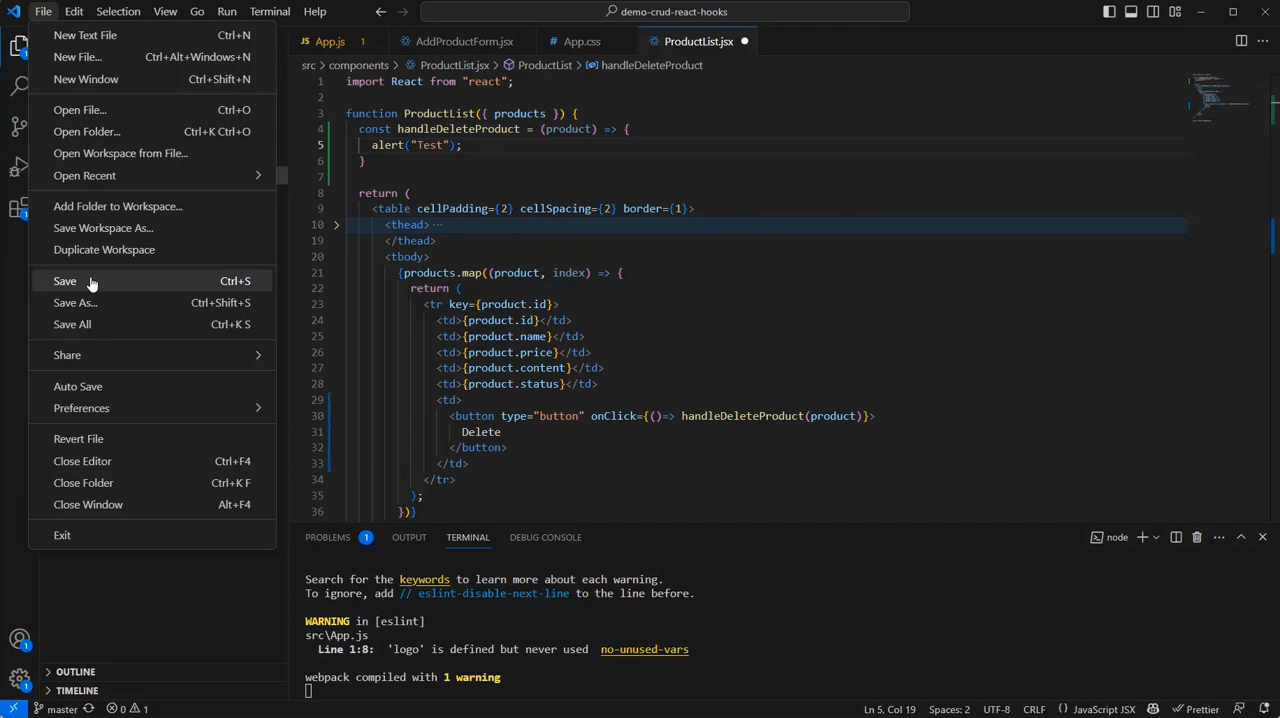 File Edit Selection View Go Run Terminal Help
demo-crud-react-hooks
New Text File Ctrl+N
New File... Ctrl+Alt+Windows+N
New Window Ctrl+Shift+N
Open File... Ctrl+O
Open Folder... Ctrl+K Ctrl+O
Open Workspace from File...
Open Recent
Add Folder to Workspace...
Save Workspace As...
Duplicate Workspace
Save Ctrl+S
Save As... Ctrl+Shift+S
Save All Ctrl+K S
Share
Auto Save
Preferences
Revert File
Close Editor Ctrl+F4
Close Folder Ctrl+K F
Close Window Alt+F4
Exit
OUTLINE
TIMELINE
App.js 1 AddProductForm.jsx App.css ProductList.jsx
src > components > ProductList.jsx > ProductList > handleDeleteProduct
1 import React from "react";
2
3 function ProductList({ products }) {
4 const handleDeleteProduct = (product) => {
5 alert("Test");
6 }
7
8 return (
9 <table cellPadding={2} cellSpacing={2} border={1}>
10 <thead> ...
19 </thead>
20 <tbody>
21 {products.map((product, index) => {
22 return (
23 <tr key={product.id}>
24 <td>{product.id}</td>
25 <td>{product.name}</td>
26 <td>{product.price}</td>
27 <td>{product.content}</td>
28 <td>{product.status}</td>
29 <td>
30 <button type="button" onClick={()=> handleDeleteProduct(product)}>
31 Delete
32 </button>
33 </td>
34 </tr>
35 );
36 })}
PROBLEMS 1 OUTPUT TERMINAL DEBUG CONSOLE node
Search for the keywords to learn more about each warning.
To ignore, add // eslint-disable-next-line to the line before.
WARNING in [eslint]
src\App.js
Line 1:8: 'logo' is defined but never used no-unused-vars
webpack compiled with 1 warning
master 0 1 Ln 5, Col 19 Spaces: 2 UTF-8 CRLF {} JavaScript JSX Prettier